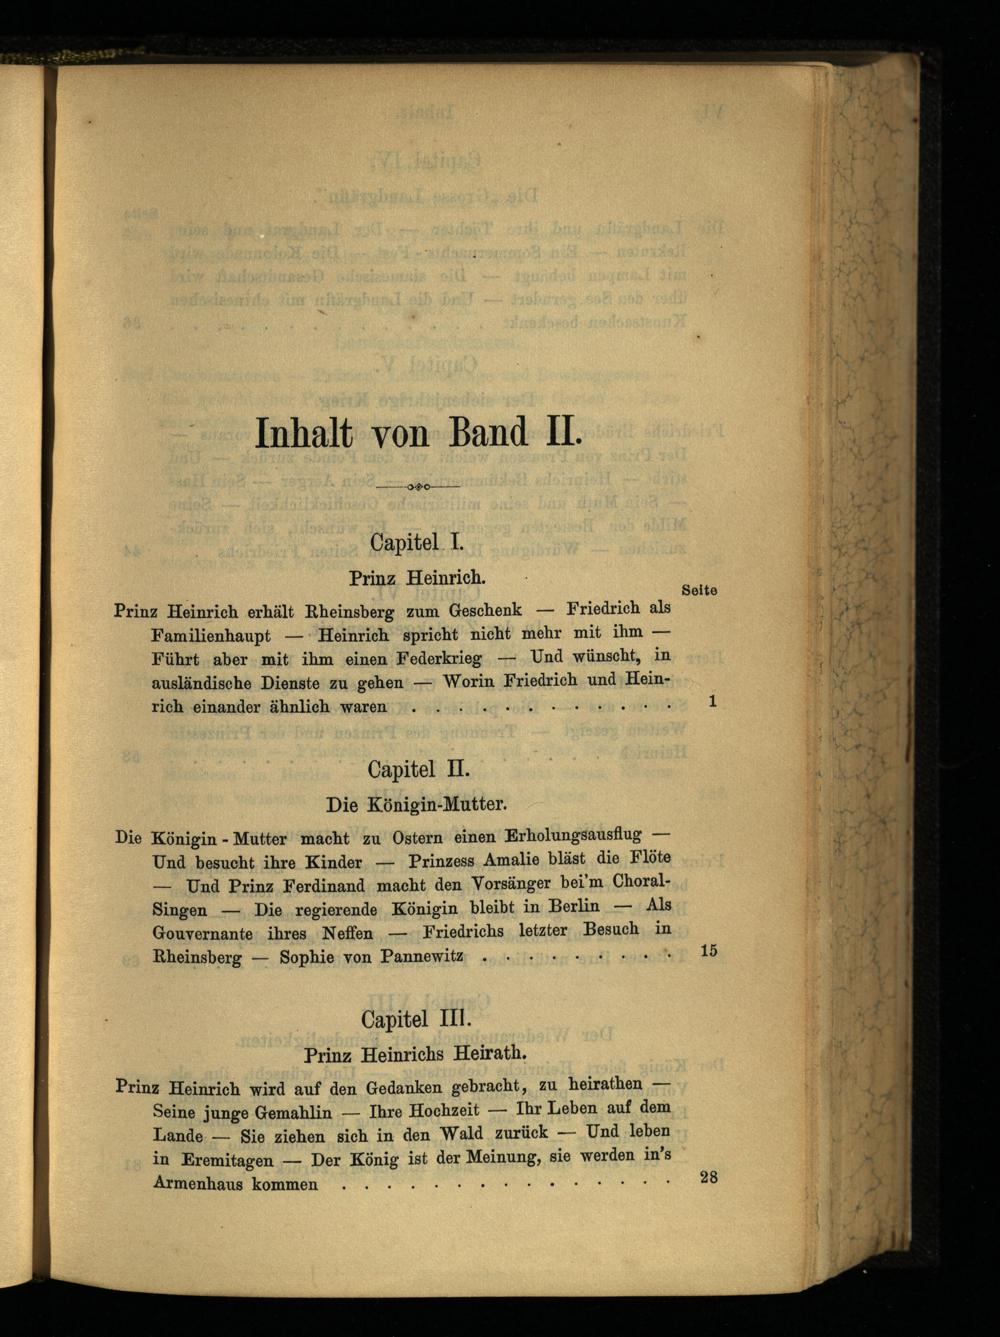 Inhalt von Band II.
Capitel I.
Prinz Heinrich.
Seite
Prinz Heinrich erhält Rheinsberg zum Geschenk — Friedrich als
Familienhaupt — Heinrich spricht nicht mehr mit ihm —
Führt aber mit ihm einen Federkrieg — Und wünscht, in
ausländische Dienste zu gehen — Worin Friedrich und Hein-
rich einander ähnlich waren . . . . . . . . . . . . 1
Capitel II.
Die Königin-Mutter.
Die Königin-Mutter macht zu Ostern einen Erholungsausflug —
Und besucht ihre Kinder — Prinzess Amalie bläst die Flöte
— Und Prinz Ferdinand macht den Vorsänger bei'm Choral-
Singen — Die regierende Königin bleibt in Berlin — Als
Gouvernante ihres Neffen — Friedrichs letzter Besuch in
Rheinsberg — Sophie von Pannewitz . . . . . . . . . 15
Capitel III.
Prinz Heinrichs Heirath.
Prinz Heinrich wird auf den Gedanken gebracht, zu heirathen —
Seine junge Gemahlin — Ihre Hochzeit — Ihr Leben auf dem
Lande — Sie ziehen sich in den Wald zurück — Und leben
in Eremitagen — Der König ist der Meinung, sie werden in's
Armenhaus kommen . . . . . . . . . . . . . . . 28